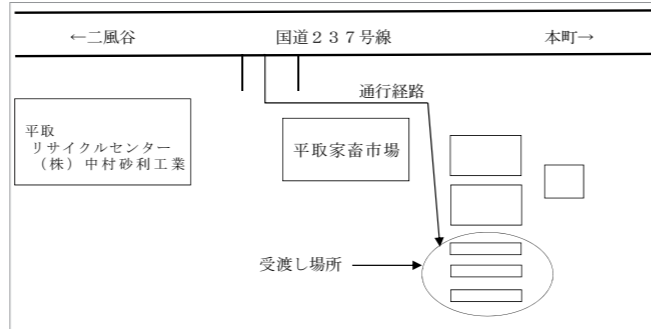 ←二風谷
国道２３７号線
本町→
通行経路
平取
リサイクルセンター
（株）中村砂利工業
平取家畜市場
受渡し場所